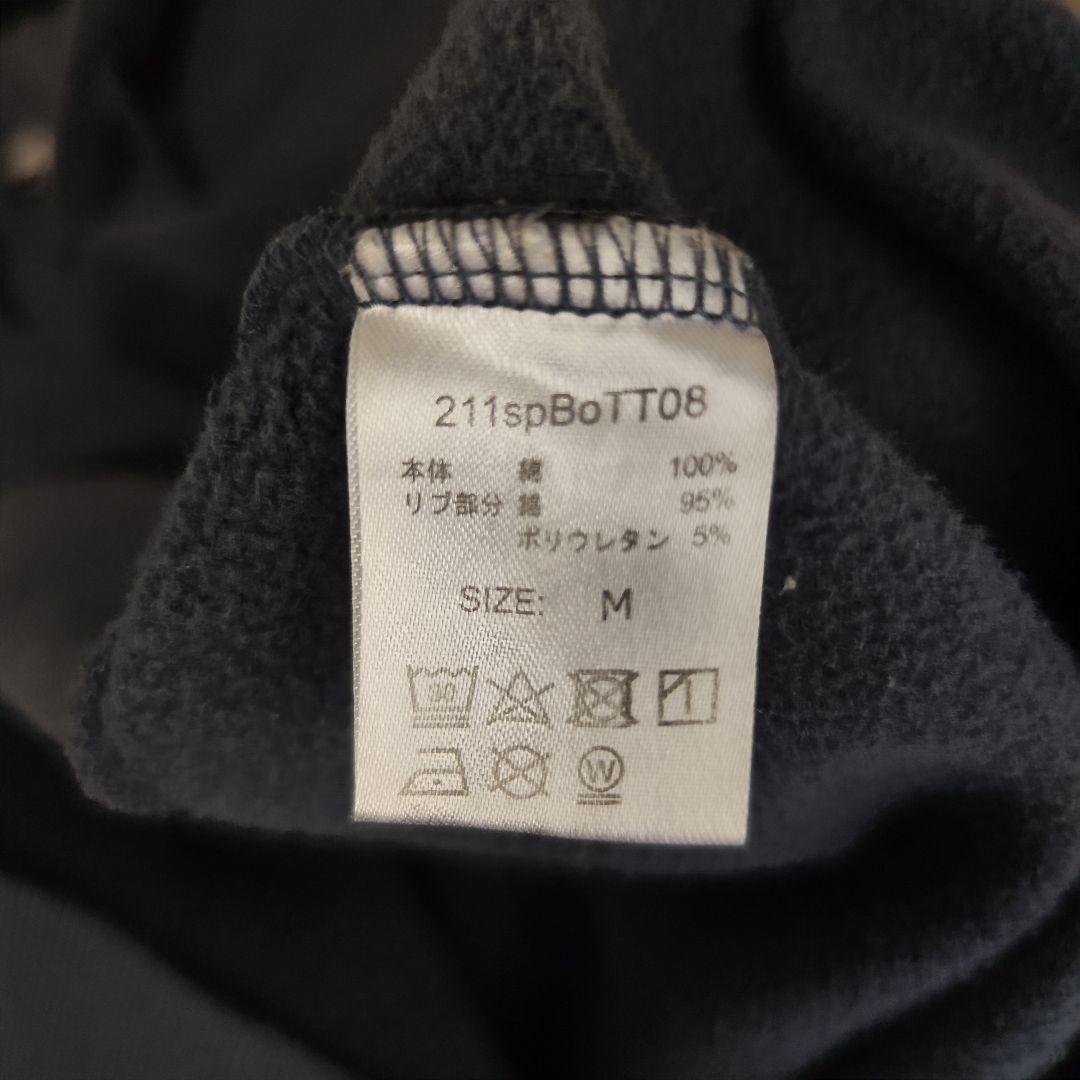 211spBoTT08
本体 綿 100%
リブ部分 綿 95%
ポリウレタン 5%
SIZE: M
30
W